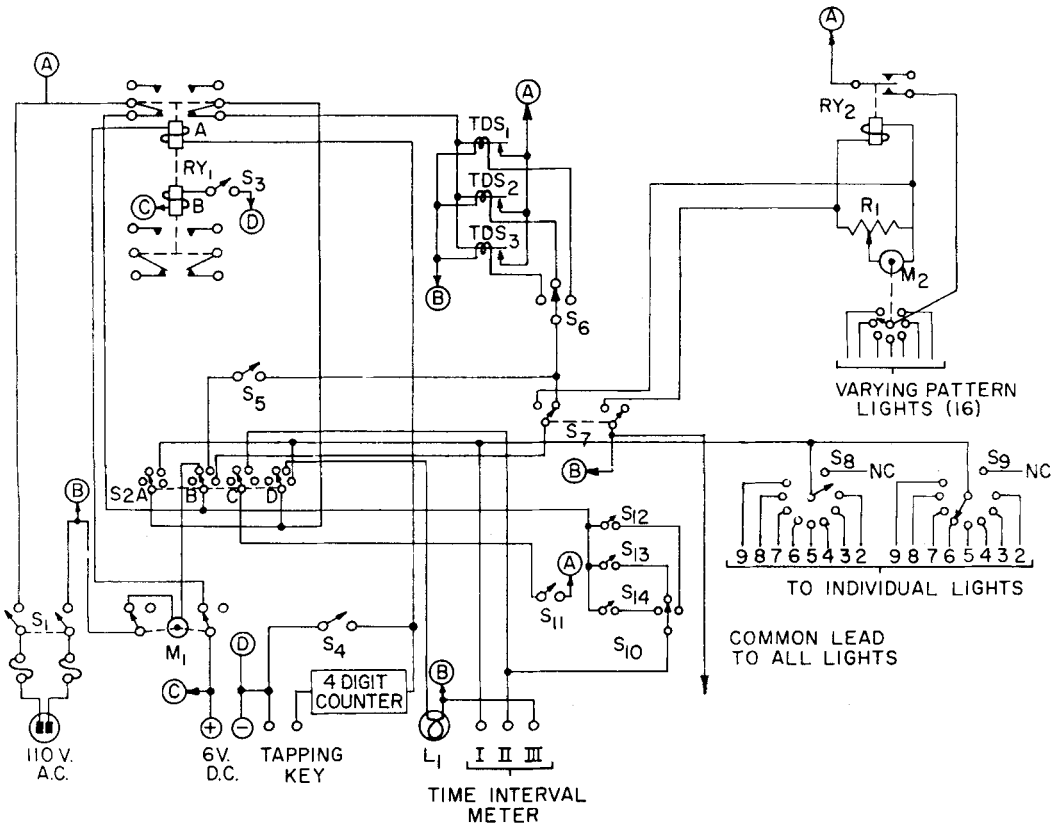 A
A
A
RY1
B
S3
C
D
TDS1
TDS2
TDS3
A
B
S6
A
RY2
R1
M2
VARYING PATTERN
LIGHTS (16)
S5
S7
B
S2A
B
C
D
B
S8
NC
S9
NC
9 8 7 6 5 4 3 2
9 8 7 6 5 4 3 2
TO INDIVIDUAL LIGHTS
S12
S13
S14
A
S11
S10
S1
M1
D
S4
C
4 DIGIT
COUNTER
B
COMMON LEAD
TO ALL LIGHTS
110 V.
A.C.
+
−
6V.
D.C.
TAPPING
KEY
L1
I II III
TIME INTERVAL
METER